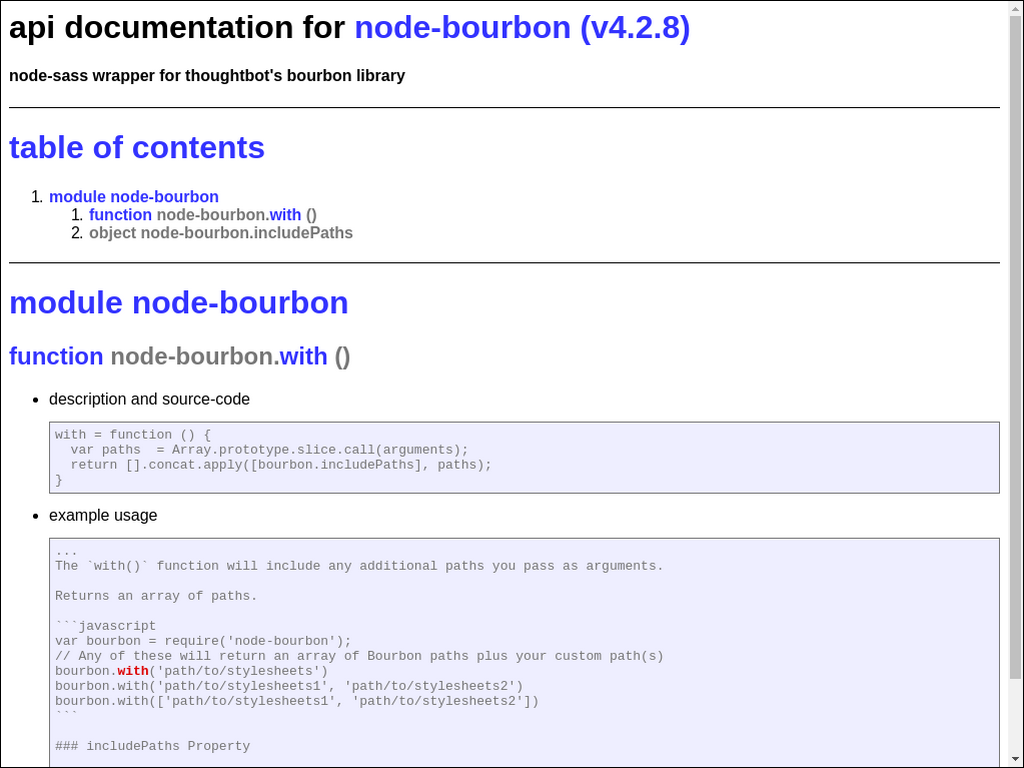 api documentation for node-bourbon (v4.2.8)
node-sass wrapper for thoughtbot's bourbon library
table of contents
1. module node-bourbon
1. function node-bourbon.with ()
2. object node-bourbon.includePaths
module node-bourbon
function node-bourbon.with ()
• description and source-code
with = function () {
  var paths  = Array.prototype.slice.call(arguments);
  return [].concat.apply([bourbon.includePaths], paths);
}
• example usage
...
The `with()` function will include any additional paths you pass as arguments.
Returns an array of paths.
```javascript
var bourbon = require('node-bourbon');
// Any of these will return an array of Bourbon paths plus your custom path(s)
bourbon.with('path/to/stylesheets')
bourbon.with('path/to/stylesheets1', 'path/to/stylesheets2')
bourbon.with(['path/to/stylesheets1', 'path/to/stylesheets2'])
```
### includePaths Property